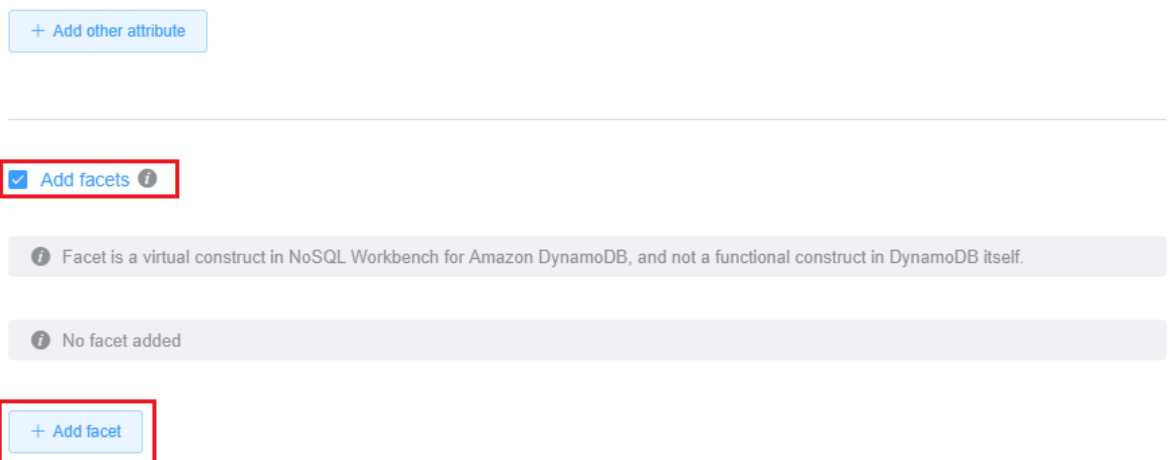 + Add other attribute
Add facets
Facet is a virtual construct in NoSQL Workbench for Amazon DynamoDB, and not a functional construct in DynamoDB itself.
No facet added
+ Add facet